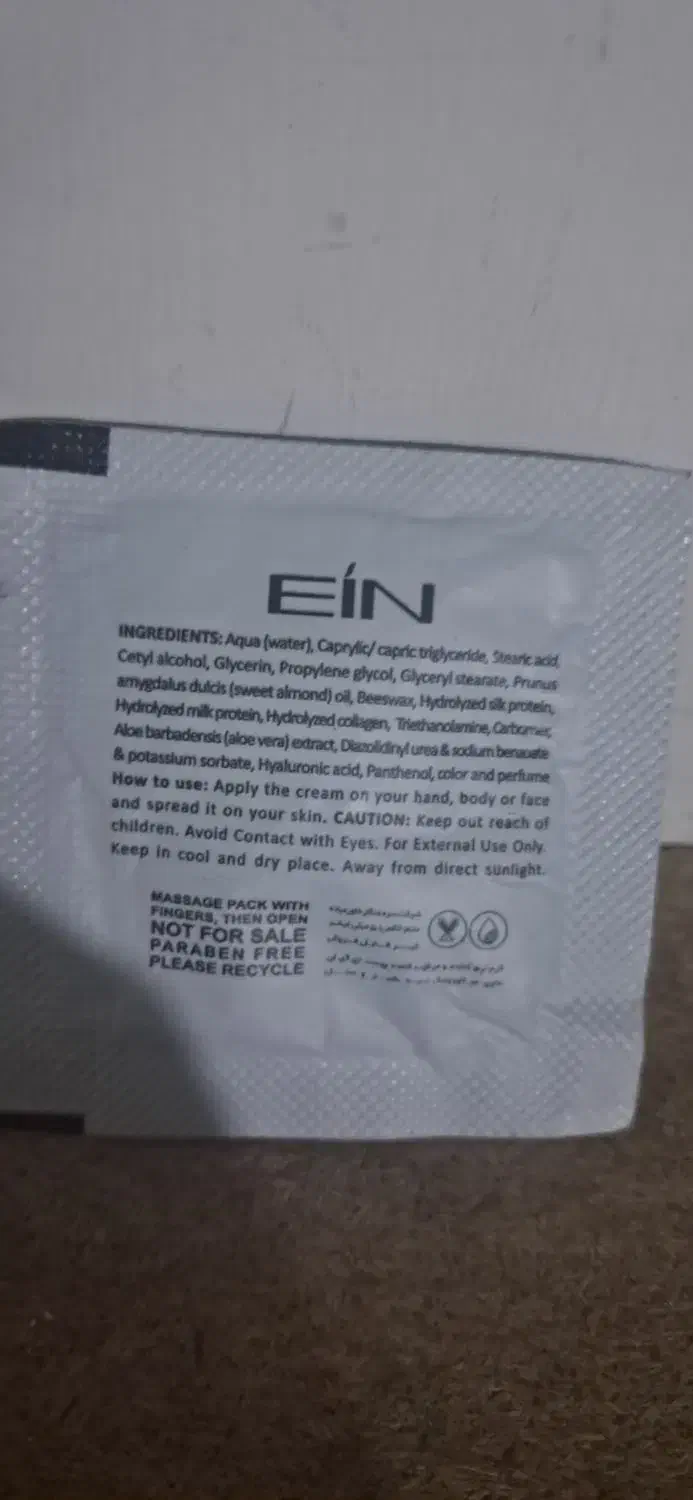 EÍN
INGREDIENTS: Aqua (water), Caprylic/ capric triglyceride, Stearic acid,
Cetyl alcohol, Glycerin, Propylene glycol, Glyceryl stearate, Prunus
amygdalus dulcis (sweet almond) oil, Beeswax, Hydrolyzed silk protein,
Hydrolyzed milk protein, Hydrolyzed collagen, Triethanolamine, Carbomer,
Aloe barbadensis (aloe vera) extract, Diazolidinyl urea & sodium benzoate
& potassium sorbate, Hyaluronic acid, Panthenol, color and perfume
How to use: Apply the cream on your hand, body or face
and spread it on your skin. CAUTION: Keep out reach of
children. Avoid Contact with Eyes. For External Use Only.
Keep in cool and dry place. Away from direct sunlight.
MASSAGE PACK WITH
FINGERS, THEN OPEN
NOT FOR SALE
PARABEN FREE
PLEASE RECYCLE